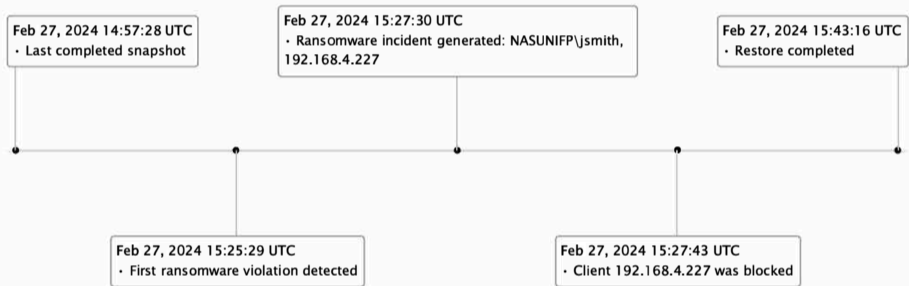 Feb 27, 2024 14:57:28 UTC
· Last completed snapshot
Feb 27, 2024 15:25:29 UTC
· First ransomware violation detected
Feb 27, 2024 15:27:30 UTC
· Ransomware incident generated: NASUNIFP\jsmith,
192.168.4.227
Feb 27, 2024 15:27:43 UTC
· Client 192.168.4.227 was blocked
Feb 27, 2024 15:43:16 UTC
· Restore completed